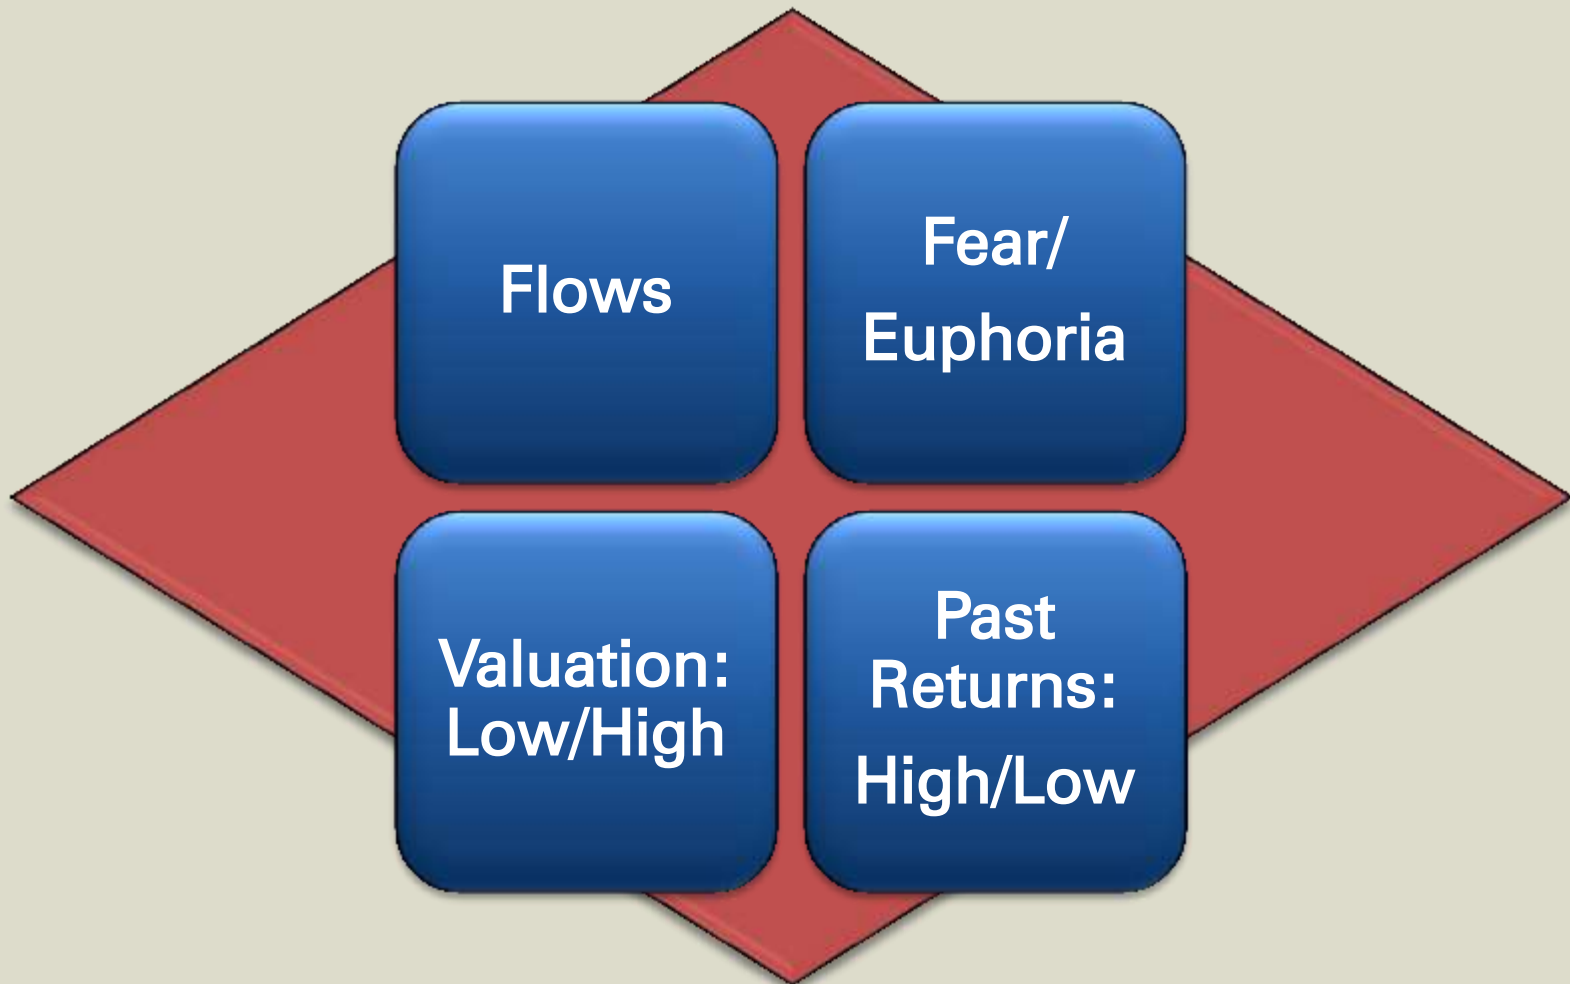 Flows
Fear/
Euphoria
Valuation:
Low/High
Past
Returns:
High/Low